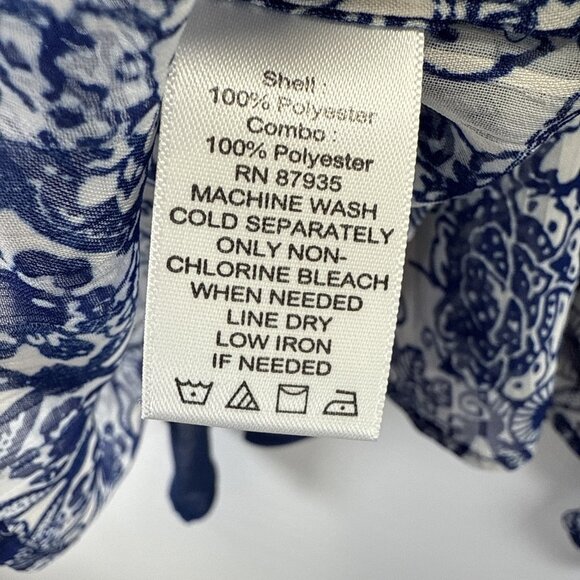 Shell :
100% Polyester
Combo :
100% Polyester
RN 87935
MACHINE WASH
COLD SEPARATELY
ONLY NON-
CHLORINE BLEACH
WHEN NEEDED
LINE DRY
LOW IRON
IF NEEDED